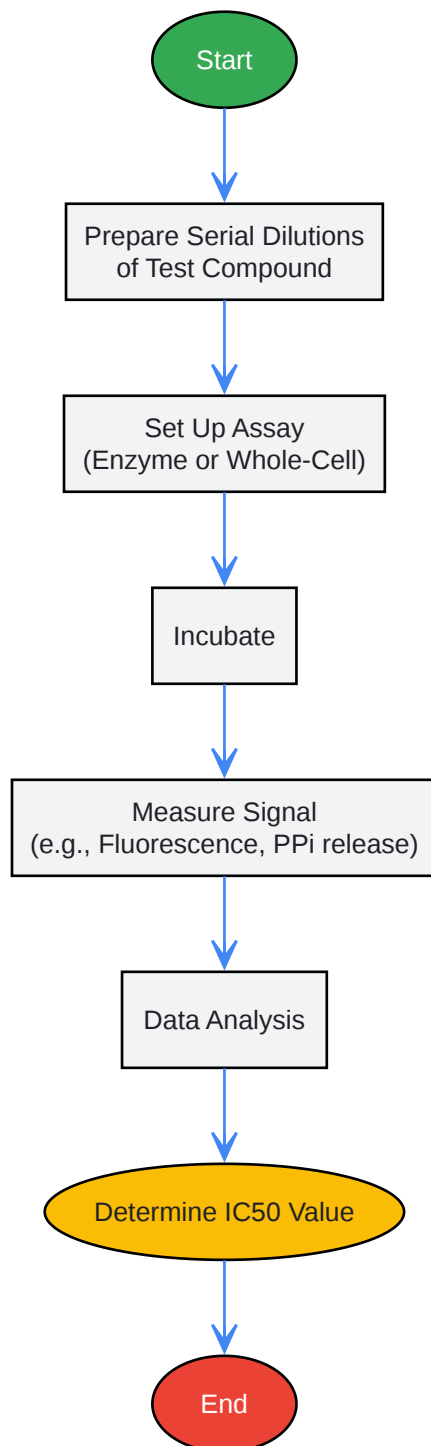 Start
Prepare Serial Dilutions
of Test Compound
Set Up Assay
(Enzyme or Whole-Cell)
Incubate
Measure Signal
(e.g., Fluorescence, PPi release)
Data Analysis
Determine IC50 Value
End